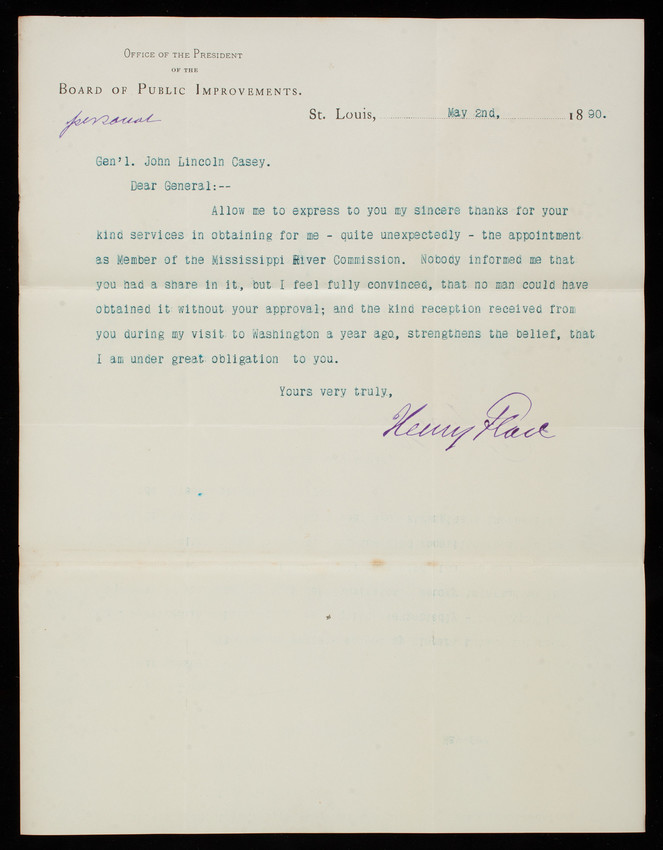 OFFICE OF THE PRESIDENT
OF THE
BOARD OF PUBLIC IMPROVEMENTS.
personal
St. Louis, May 2nd, 1890.
Gen'l. John Lincoln Casey.
Dear General:--
Allow me to express to you my sincere thanks for your
kind services in obtaining for me - quite unexpectedly - the appointment
as Member of the Mississippi River Commission. Nobody informed me that
you had a share in it, but I feel fully convinced, that no man could have
obtained it without your approval; and the kind reception received from
you during my visit to Washington a year ago, strengthens the belief, that
I am under great obligation to you.
Yours very truly,
Henry Flad